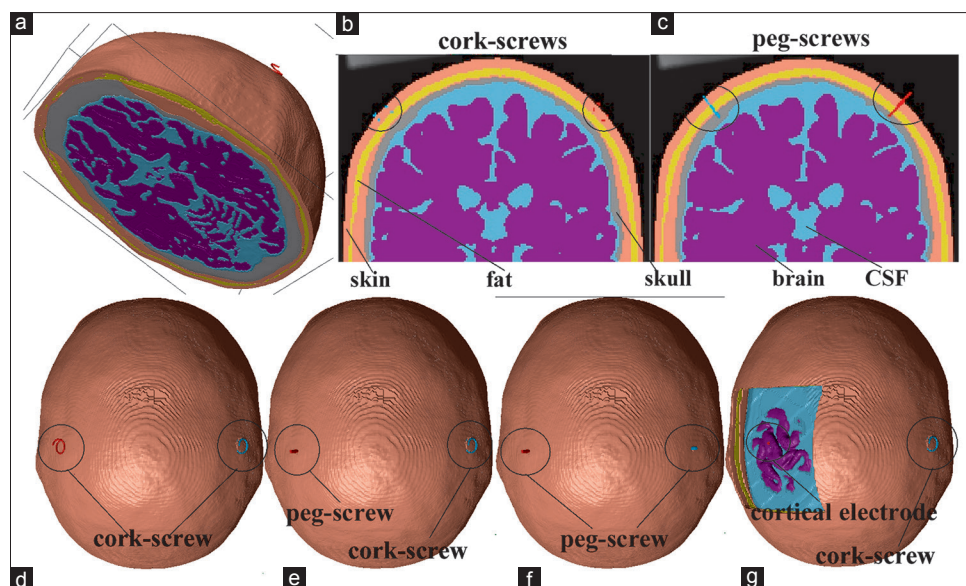 a
b
c
cork-screws
peg-screws
skin
fat
skull
brain
CSF
cork-screw
peg-screw
cork-screw
peg-screw
cortical electrode
cork-screw
d
e
f
g